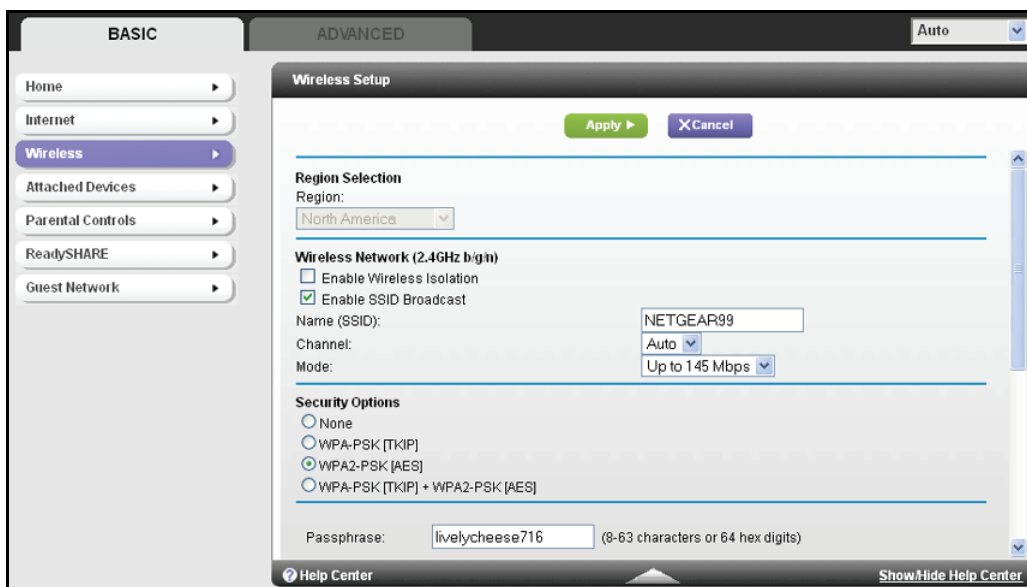 BASIC
ADVANCED
Auto
Home
Internet
Wireless
Attached Devices
Parental Controls
ReadySHARE
Guest Network
Wireless Setup
Apply
X Cancel
Region Selection
Region:
North America
Wireless Network (2.4GHz b/g/n)
Enable Wireless Isolation
Enable SSID Broadcast
Name (SSID): NETGEAR99
Channel: Auto
Mode: Up to 145 Mbps
Security Options
None
WPA-PSK [TKIP]
WPA2-PSK [AES]
WPA-PSK [TKIP] + WPA2-PSK [AES]
Passphrase: livelycheese716 (8-63 characters or 64 hex digits)
Help Center
Show/Hide Help Center